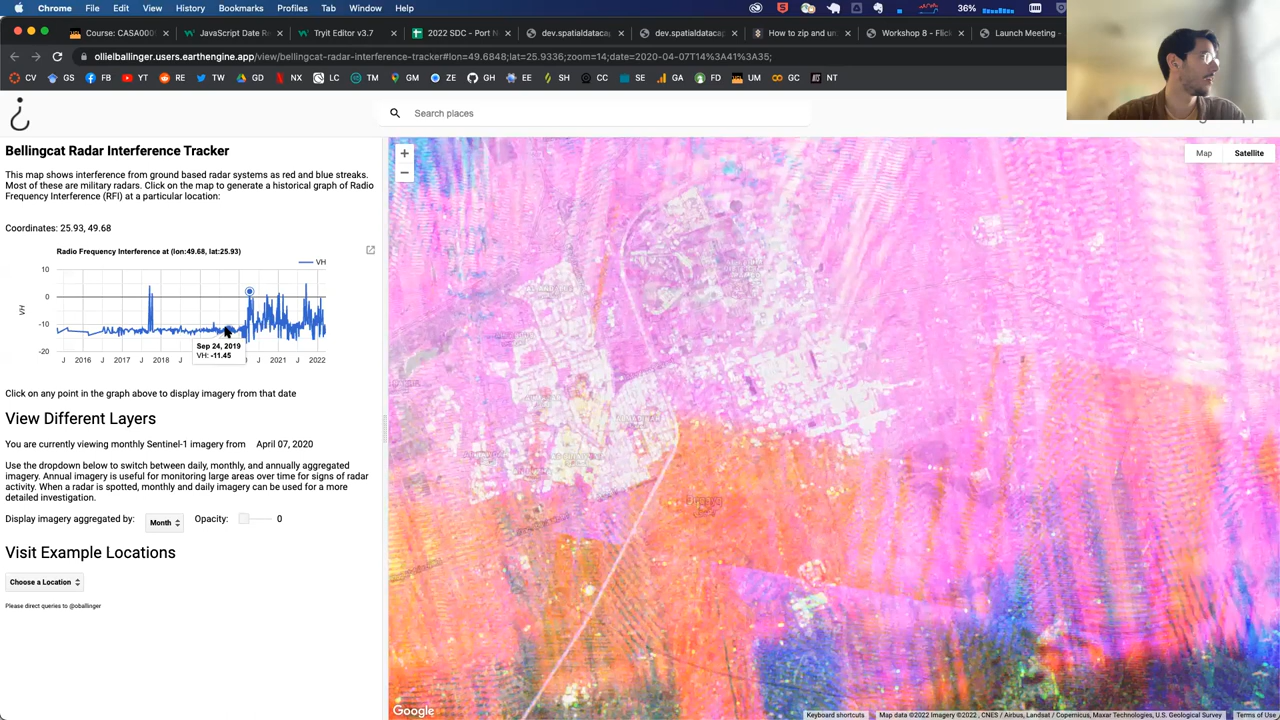 Chrome File Edit View History Bookmarks Profiles Tab Window Help 36%
Course: CASA000 JavaScript Date R Tryit Editor v3.7 2022 SDC - Port N dev.spatialdatacap dev.spatialdatacap How to zip and un Workshop 8 - Flic Launch Meeting -
ollieballinger.users.earthengine.app/view/bellingcat-radar-interference-tracker#lon=49.6848;lat=25.9336;zoom=14;date=2020-04-07T14%3A41%3A35;
CV GS FB YT RE TW GD NX LC TM GM ZE GH EE SH CC SE GA FD UM GC NT
Search places
Bellingcat Radar Interference Tracker
This map shows interference from ground based radar systems as red and blue streaks.
Most of these are military radars. Click on the map to generate a historical graph of Radio
Frequency Interference (RFI) at a particular location:
Coordinates: 25.93, 49.68
Radio Frequency Interference at (lon:49.68, lat:25.93)
VH
10
0
-10
-20
VH
Sep 24, 2019
VH: -11.45
J 2016 J 2017 J 2018 J J 2021 J 2022
Click on any point in the graph above to display imagery from that date
View Different Layers
You are currently viewing monthly Sentinel-1 imagery from April 07, 2020
Use the dropdown below to switch between daily, monthly, and annually aggregated
imagery. Annual imagery is useful for monitoring large areas over time for signs of radar
activity. When a radar is spotted, monthly and daily imagery can be used for a more
detailed investigation.
Display imagery aggregated by: Month Opacity: 0
Visit Example Locations
Choose a Location
Please direct queries to @oballinger
+
−
Map Satellite
Google
Keyboard shortcuts Map data ©2022 Imagery ©2022 , CNES / Airbus, Landsat / Copernicus, Maxar Technologies, U.S. Geological Survey Terms of Use